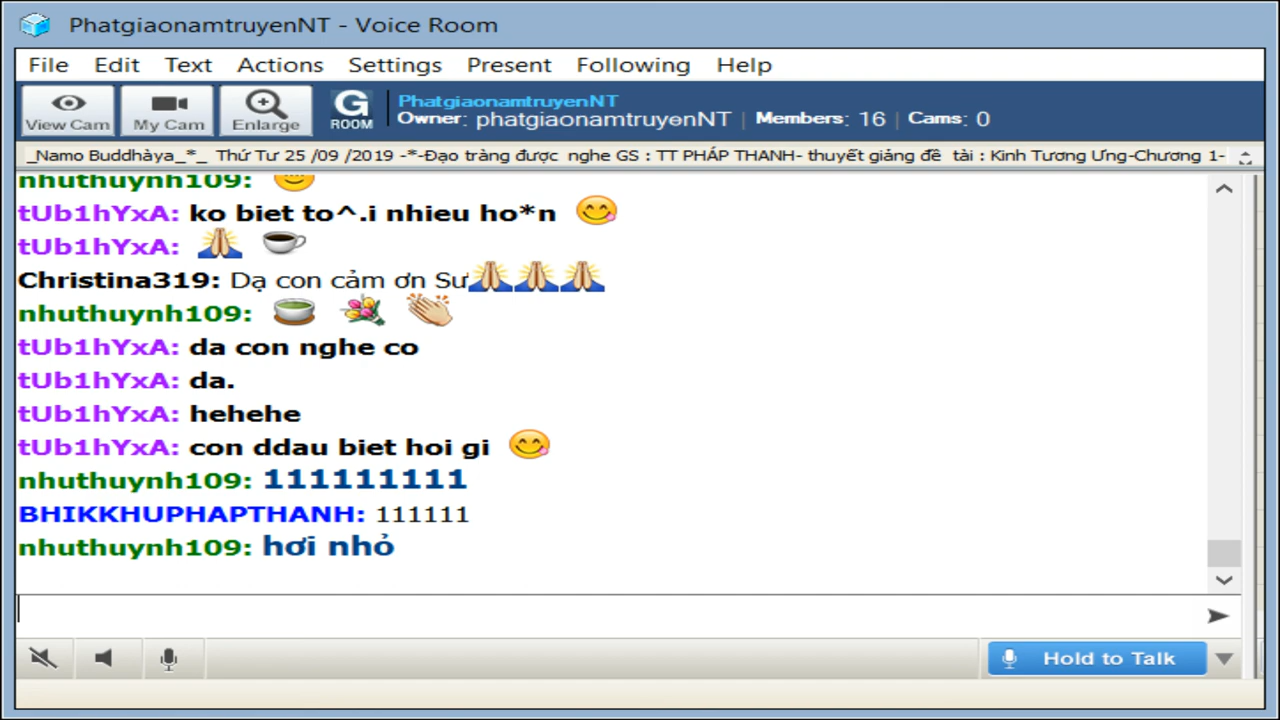 PhatgiaonamtruyenNT - Voice Room
File Edit Text Actions Settings Present Following Help
View Cam My Cam Enlarge G ROOM
PhatgiaonamtruyenNT
Owner: phatgiaonamtruyenNT | Members: 16 | Cams: 0
_Namo Buddhàya_*_ Thứ Tư 25 /09 /2019 -*-Đạo tràng được nghe GS : TT PHÁP THANH- thuyết giảng đề tài : Kinh Tương Ưng-Chương 1-
nhuthuynh109:
tUb1hYxA: ko biet to^.i nhieu ho*n
tUb1hYxA:
Christina319: Dạ con cảm ơn Sư
nhuthuynh109:
tUb1hYxA: da con nghe co
tUb1hYxA: da.
tUb1hYxA: hehehe
tUb1hYxA: con ddau biet hoi gi
nhuthuynh109: 111111111
BHIKKHUPHAPTHANH: 111111
nhuthuynh109: hơi nhỏ
Hold to Talk